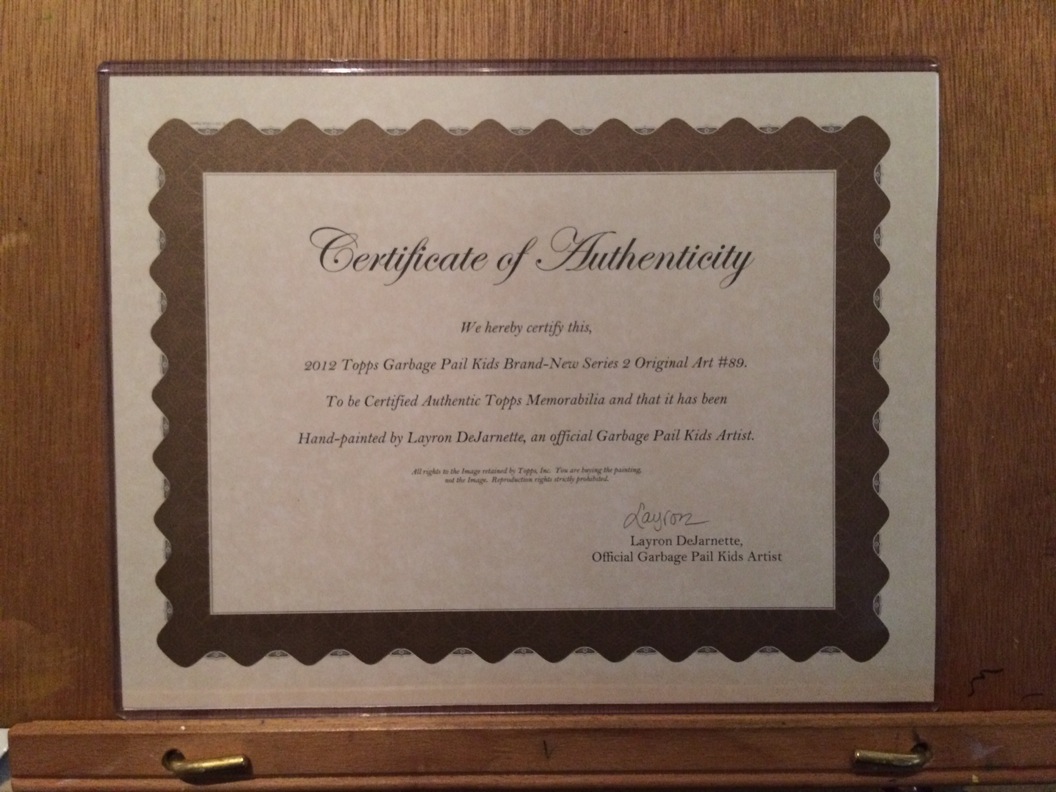 Certificate of Authenticity
We hereby certify this,
2012 Topps Garbage Pail Kids Brand-New Series 2 Original Art #89.
To be Certified Authentic Topps Memorabilia and that it has been
Hand-painted by Layron DeJarnette, an official Garbage Pail Kids Artist.
All rights to the Image retained by Topps, Inc. You are buying the painting,
not the Image. Reproduction rights strictly prohibited.
Layron
Layron DeJarnette,
Official Garbage Pail Kids Artist